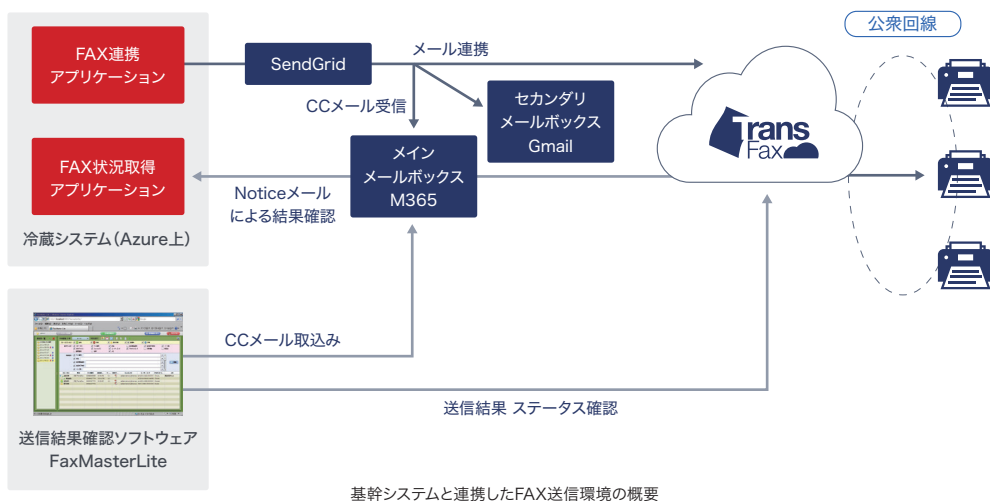 公衆回線
FAX連携
アプリケーション
SendGrid
メール連携
CCメール受信
セカンダリ
メールボックス
Gmail
Trans
Fax
FAX状況取得
アプリケーション
メイン
メールボックス
M365
Noticeメール
による結果確認
冷蔵システム(Azure上)
CCメール取込み
送信結果 ステータス確認
送信結果確認ソフトウェア
FaxMasterLite
基幹システムと連携したFAX送信環境の概要